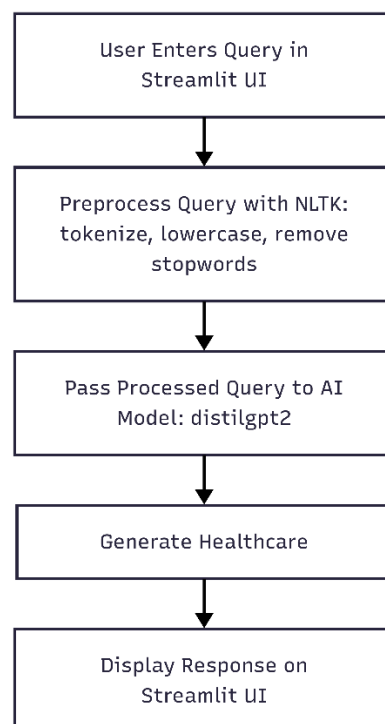 User Enters Query in
Streamlit UI
Preprocess Query with NLTK:
tokenize, lowercase, remove
stopwords
Pass Processed Query to AI
Model: distilgpt2
Generate Healthcare
Display Response on
Streamlit UI